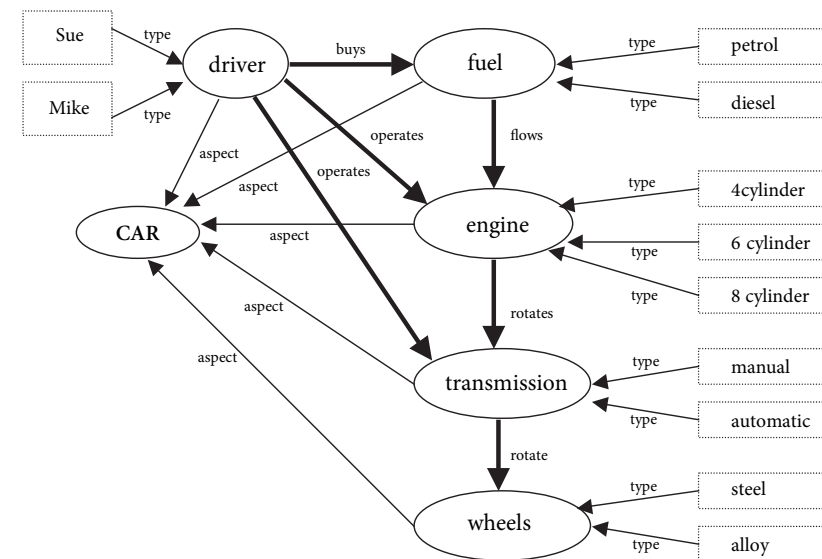 Sue
type
buys
type
petrol
driver
fuel
Mike
type
type
diesel
operates
flows
aspect
operates
aspect
type
4cylinder
CAR
aspect
engine
type
6 cylinder
type
8 cylinder
aspect
rotates
aspect
type
manual
transmission
type
automatic
rotate
type
steel
wheels
type
alloy